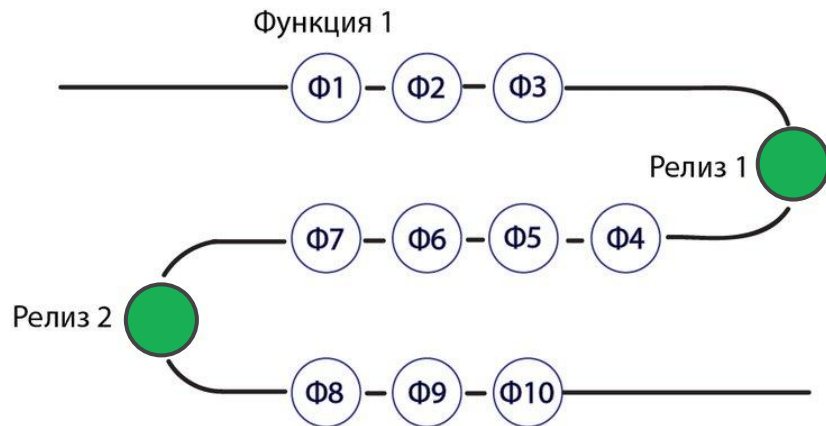 Функция 1
Ф1 Ф2 Ф3
Релиз 1
Ф7 Ф6 Ф5 Ф4
Релиз 2
Ф8 Ф9 Ф10